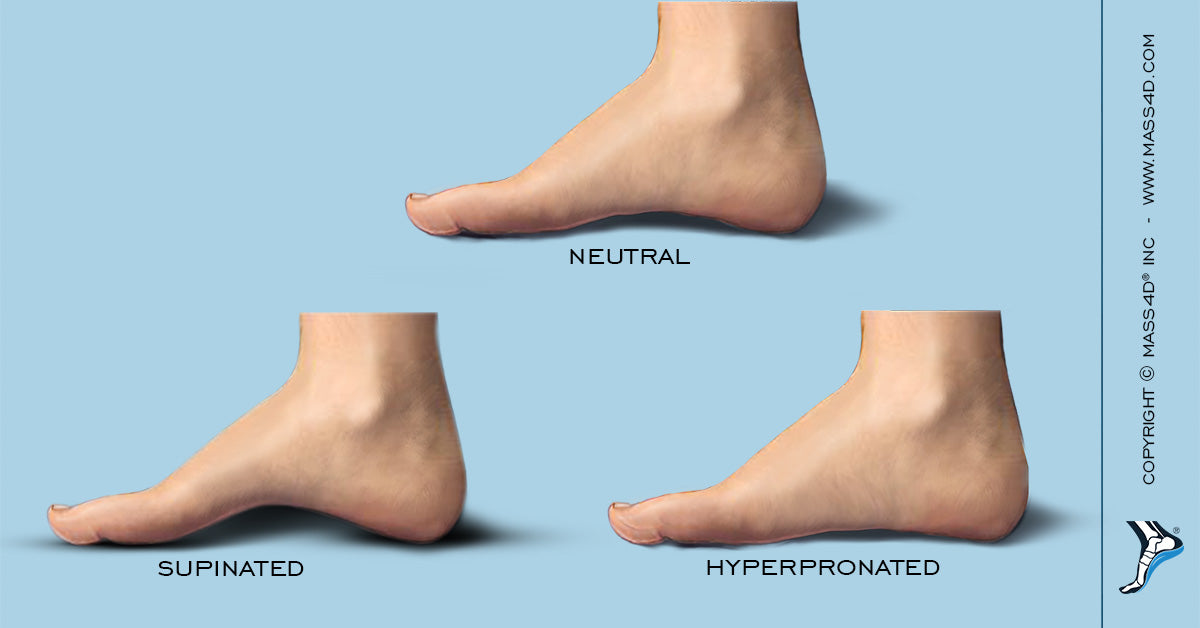 NEUTRAL
SUPINATED
HYPERPRONATED
COPYRIGHT © MASS4D® INC - WWW.MASS4D.COM
®